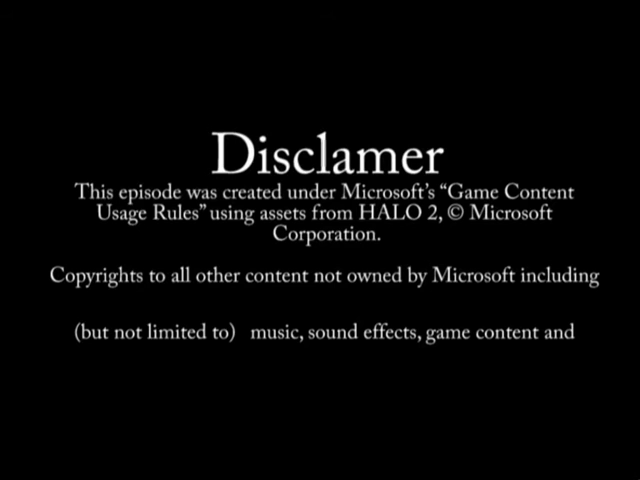 Disclamer
This episode was created under Microsoft's “Game Content
Usage Rules” using assets from HALO 2, © Microsoft
Corporation.
Copyrights to all other content not owned by Microsoft including
(but not limited to) music, sound effects, game content and